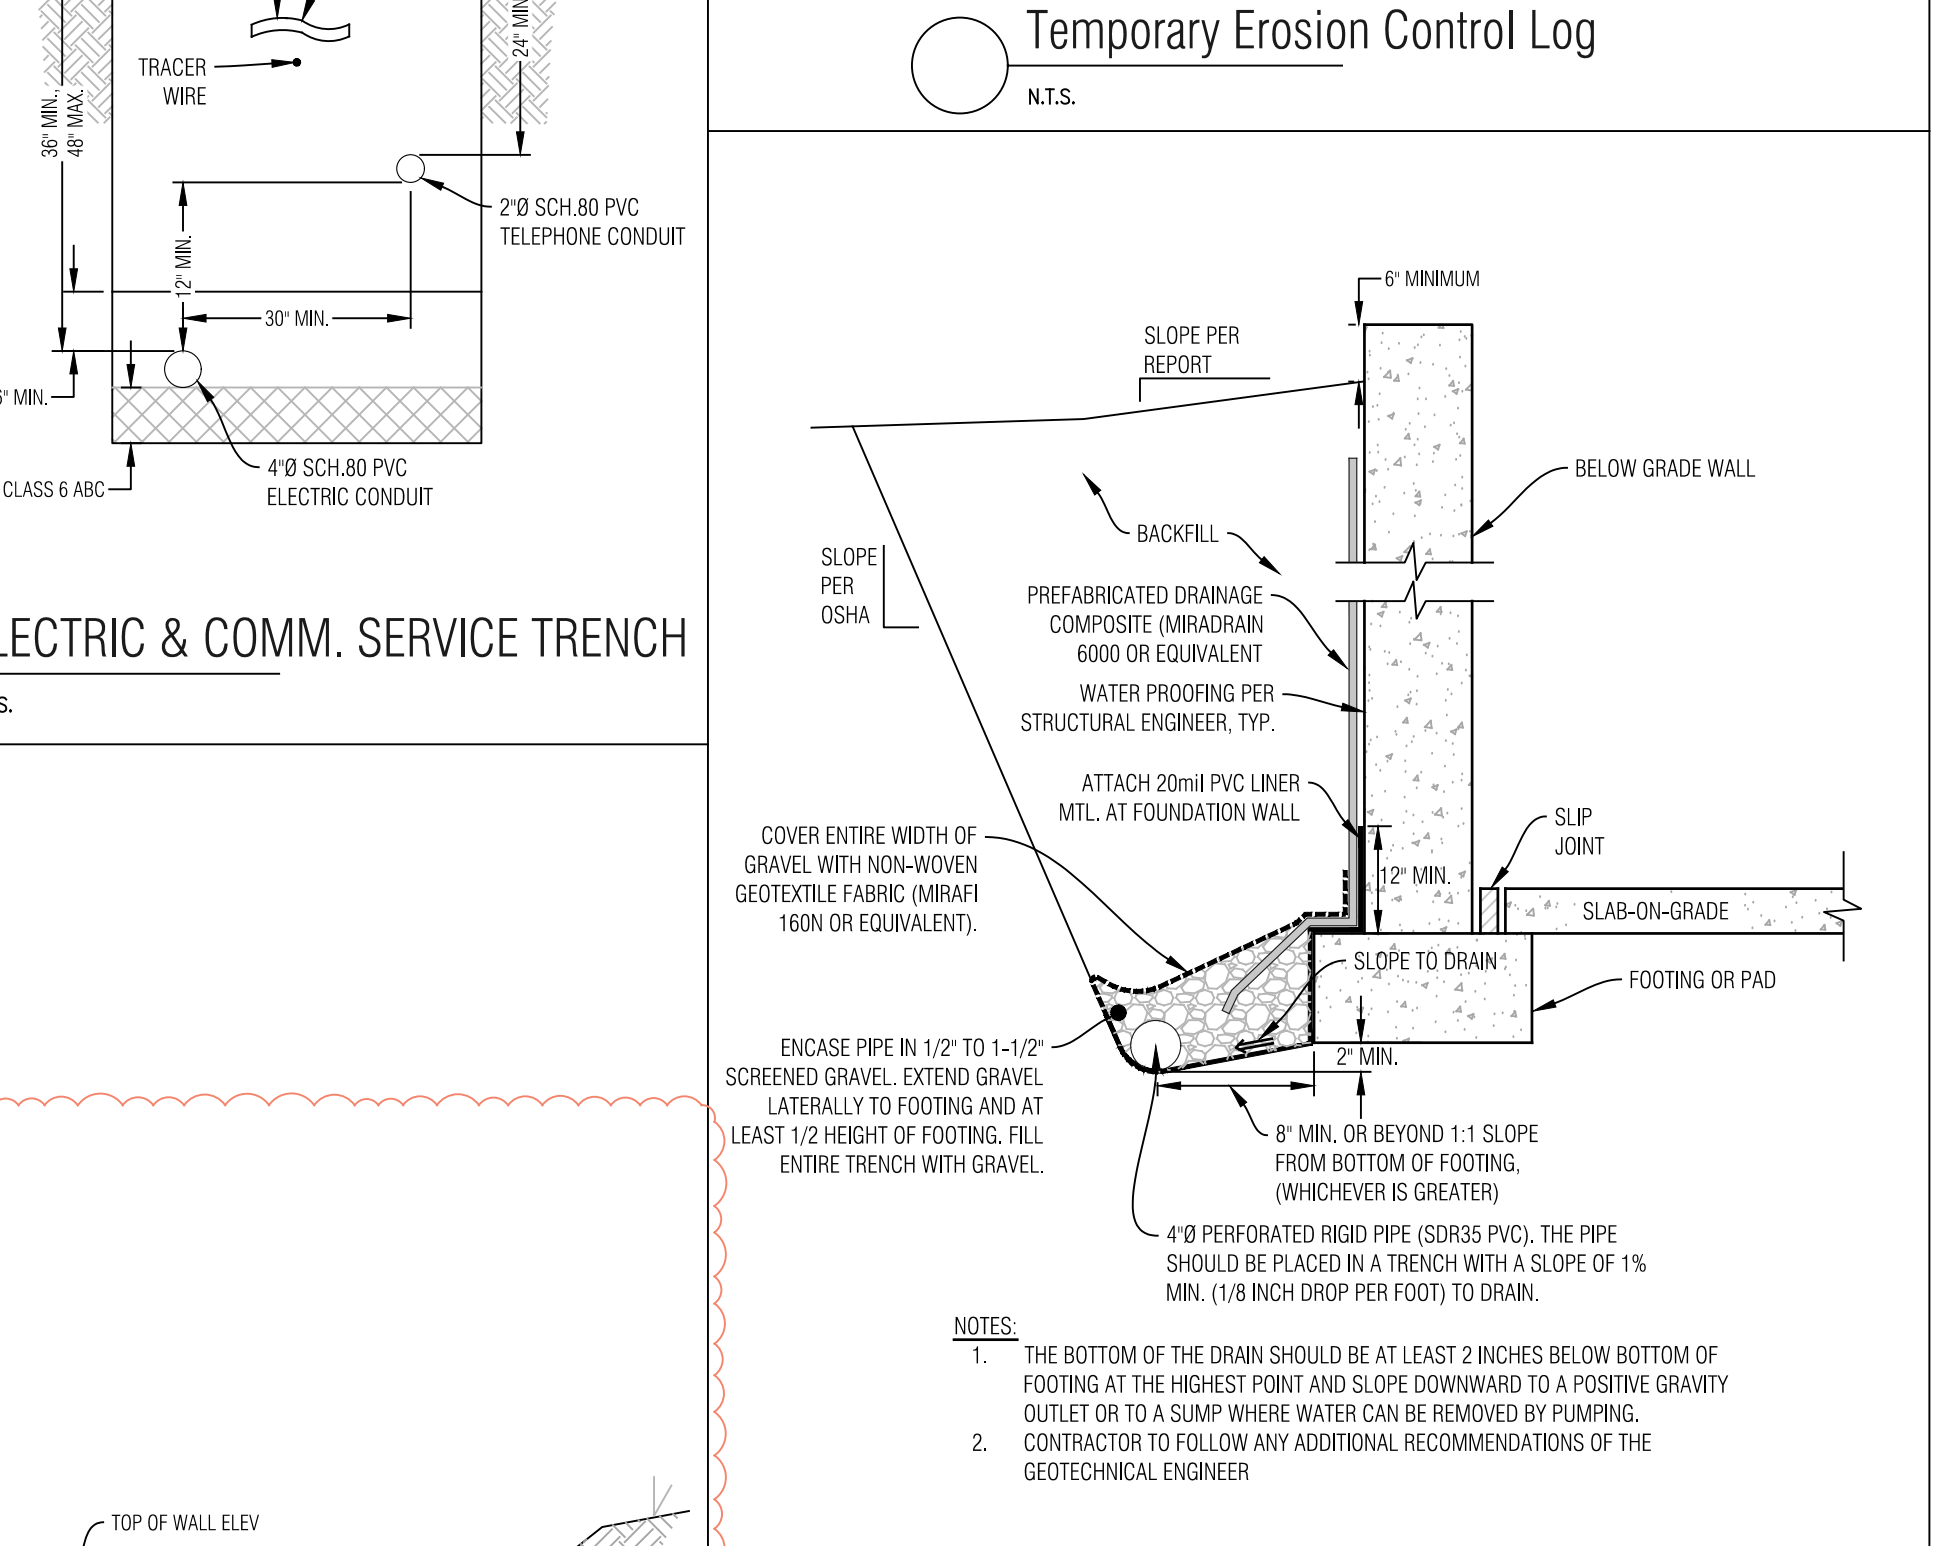 TRACER
WIRE
36" MIN.,
48" MAX.
24" MIN
2"Ø SCH.80 PVC
TELEPHONE CONDUIT
12" MIN.
30" MIN.
" MIN.
4"Ø SCH.80 PVC
ELECTRIC CONDUIT
CLASS 6 ABC
LECTRIC & COMM. SERVICE TRENCH
S.
TOP OF WALL ELEV
Temporary Erosion Control Log
N.T.S.
6" MINIMUM
SLOPE PER
REPORT
BELOW GRADE WALL
BACKFILL
SLOPE
PER
OSHA
PREFABRICATED DRAINAGE
COMPOSITE (MIRADRAIN
6000 OR EQUIVALENT
WATER PROOFING PER
STRUCTURAL ENGINEER, TYP.
ATTACH 20mil PVC LINER
MTL. AT FOUNDATION WALL
COVER ENTIRE WIDTH OF
GRAVEL WITH NON-WOVEN
GEOTEXTILE FABRIC (MIRAFI
160N OR EQUIVALENT).
SLIP
JOINT
12" MIN.
SLAB-ON-GRADE
SLOPE TO DRAIN
FOOTING OR PAD
2" MIN.
ENCASE PIPE IN 1/2" TO 1-1/2"
SCREENED GRAVEL. EXTEND GRAVEL
LATERALLY TO FOOTING AND AT
LEAST 1/2 HEIGHT OF FOOTING. FILL
ENTIRE TRENCH WITH GRAVEL.
8" MIN. OR BEYOND 1:1 SLOPE
FROM BOTTOM OF FOOTING,
(WHICHEVER IS GREATER)
4"Ø PERFORATED RIGID PIPE (SDR35 PVC). THE PIPE
SHOULD BE PLACED IN A TRENCH WITH A SLOPE OF 1%
MIN. (1/8 INCH DROP PER FOOT) TO DRAIN.
NOTES:
1. THE BOTTOM OF THE DRAIN SHOULD BE AT LEAST 2 INCHES BELOW BOTTOM OF
FOOTING AT THE HIGHEST POINT AND SLOPE DOWNWARD TO A POSITIVE GRAVITY
OUTLET OR TO A SUMP WHERE WATER CAN BE REMOVED BY PUMPING.
2. CONTRACTOR TO FOLLOW ANY ADDITIONAL RECOMMENDATIONS OF THE
GEOTECHNICAL ENGINEER